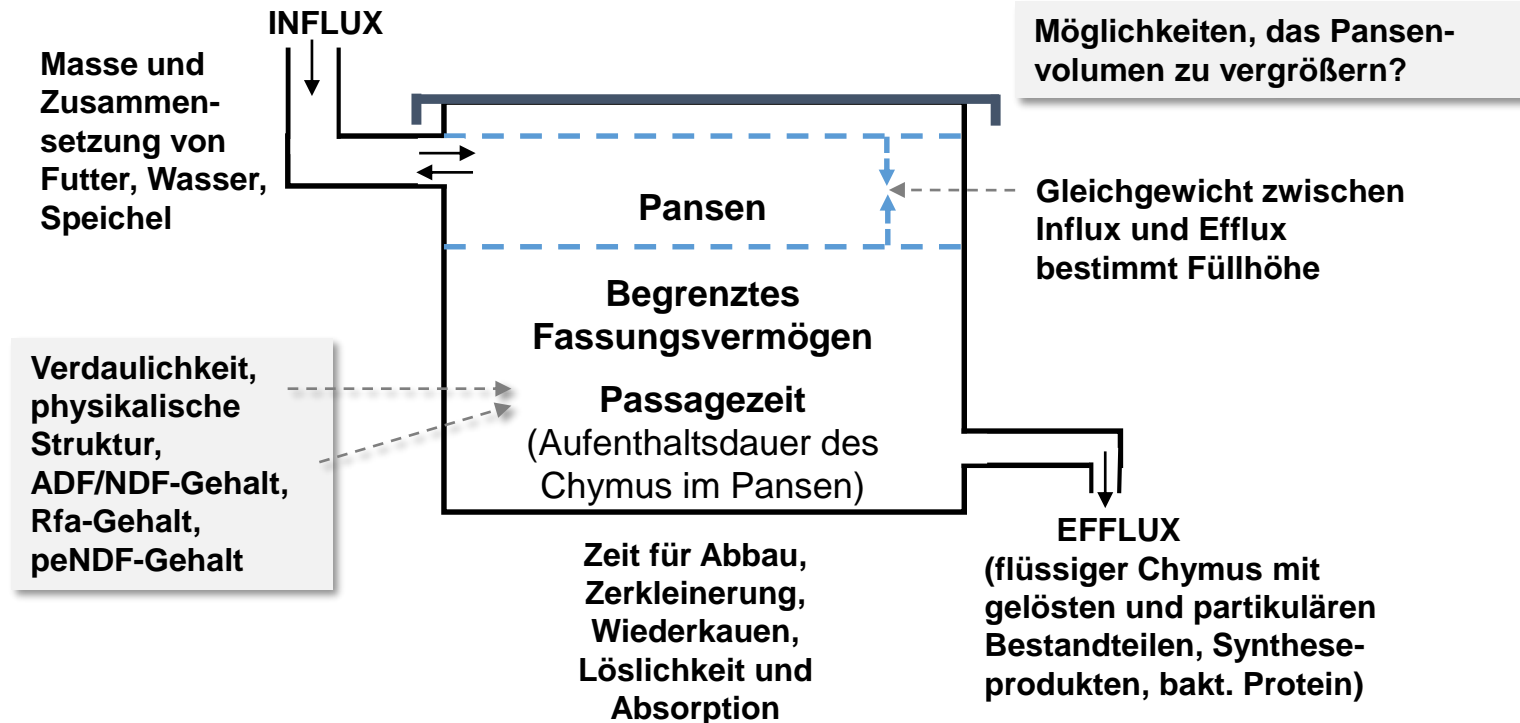 INFLUX
Masse und
Zusammen-
setzung von
Futter, Wasser,
Speichel
Möglichkeiten, das Pansen-
volumen zu vergrößern?
Pansen
Gleichgewicht zwischen
Influx und Efflux
bestimmt Füllhöhe
Begrenztes
Fassungsvermögen
Verdaulichkeit,
physikalische
Struktur,
ADF/NDF-Gehalt,
Rfa-Gehalt,
peNDF-Gehalt
Passagezeit
(Aufenthaltsdauer des
Chymus im Pansen)
EFFLUX
(flüssiger Chymus mit
gelösten und partikulären
Bestandteilen, Synthese-
produkten, bakt. Protein)
Zeit für Abbau,
Zerkleinerung,
Wiederkauen,
Löslichkeit und
Absorption